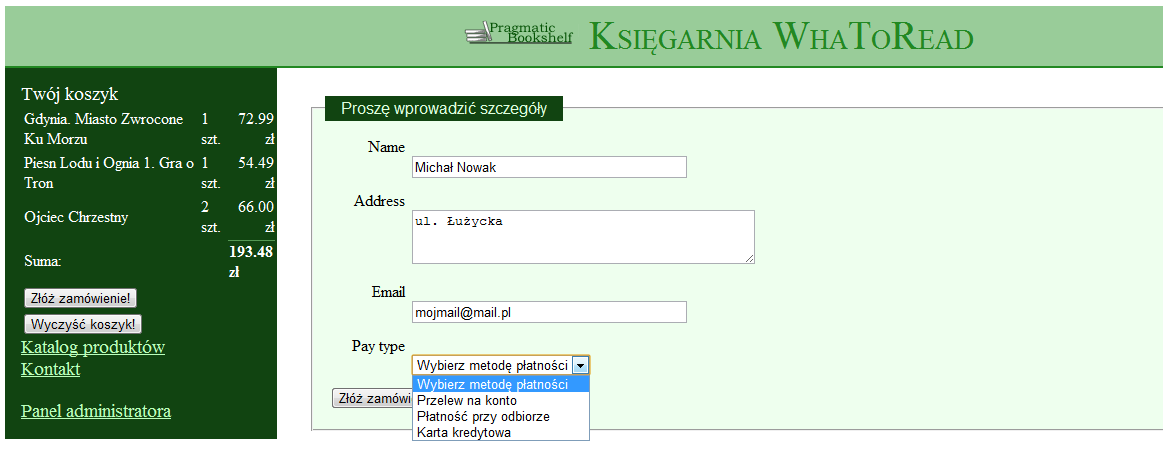 Pragmatic
Bookshelf
Księgarnia WhaToRead
Twój koszyk
Gdynia. Miasto Zwrocone 1 72.99
Ku Morzu szt. zł
Piesn Lodu i Ognia 1. Gra o 1 54.49
Tron szt. zł
Ojciec Chrzestny 2 szt. 66.00 zł
Suma: 193.48 zł
Złóż zamówienie!
Wyczyść koszyk!
Katalog produktów
Kontakt
Panel administratora
Proszę wprowadzić szczegóły
Name
Michał Nowak
Address
ul. Łużycka
Email
mojmail@mail.pl
Pay type
Wybierz metodę płatności
Wybierz metodę płatności
Przelew na konto
Płatność przy odbiorze
Karta kredytowa
Złóż zamówi